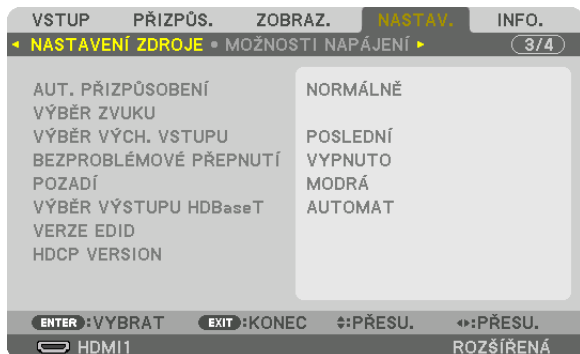 VSTUP PŘIZPŮS. ZOBRAZ. NASTAV. INFO.
NASTAVENÍ ZDROJE • MOŽNOSTI NAPÁJENÍ 3/4
AUT. PŘIZPŮSOBENÍ NORMÁLNĚ
VÝBĚR ZVUKU
VÝBĚR VÝCH. VSTUPU POSLEDNÍ
BEZPROBLÉMOVÉ PŘEPNUTÍ VYPNUTO
POZADÍ MODRÁ
VÝBĚR VÝSTUPU HDBaseT AUTOMAT
VERZE EDID
HDCP VERSION
ENTER :VYBRAT EXIT :KONEC :PŘESU. :PŘESU.
HDMI1 ROZŠÍŘENÁ